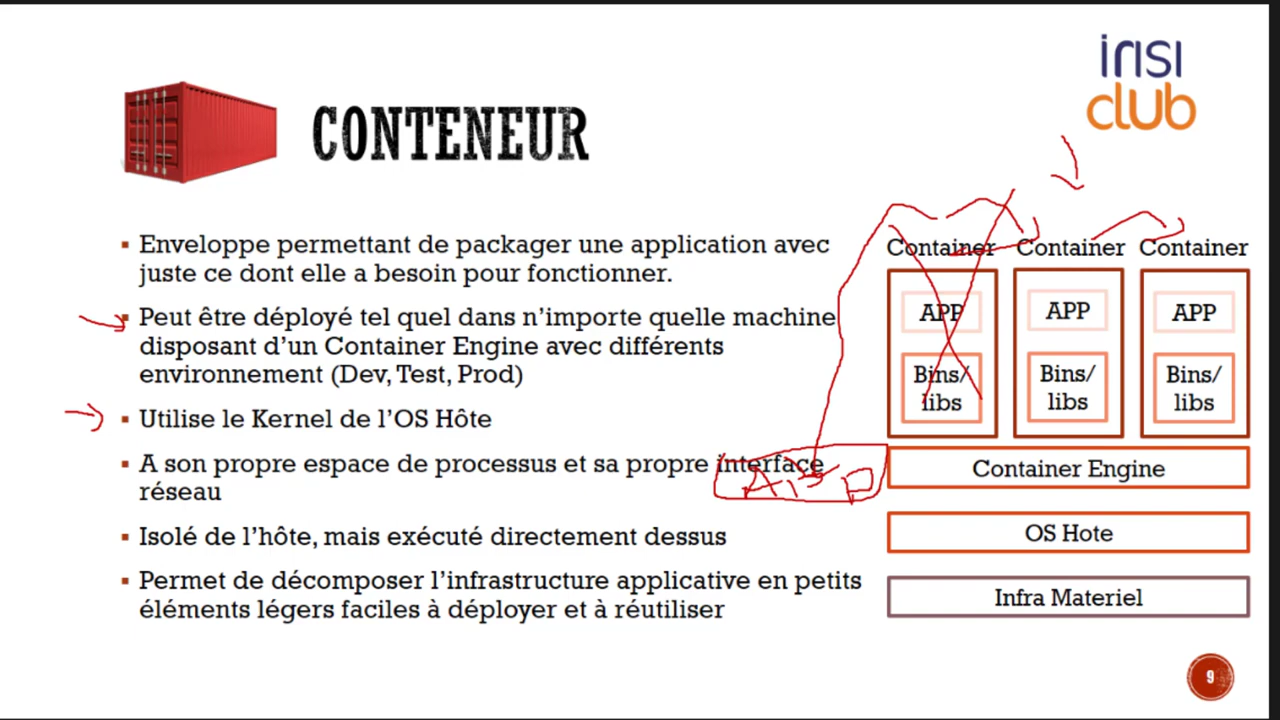 irisi
club
CONTENEUR
▪ Enveloppe permettant de packager une application avec
juste ce dont elle a besoin pour fonctionner.
▪ Peut être déployé tel quel dans n’importe quelle machine
disposant d’un Container Engine avec différents
environnement (Dev, Test, Prod)
▪ Utilise le Kernel de l’OS Hôte
▪ A son propre espace de processus et sa propre interface
réseau
▪ Isolé de l’hôte, mais exécuté directement dessus
▪ Permet de décomposer l’infrastructure applicative en petits
éléments légers faciles à déployer et à réutiliser
Container Container Container
APP APP APP
Bins/ Bins/ Bins/
libs libs libs
Container Engine
OS Hote
Infra Materiel
9